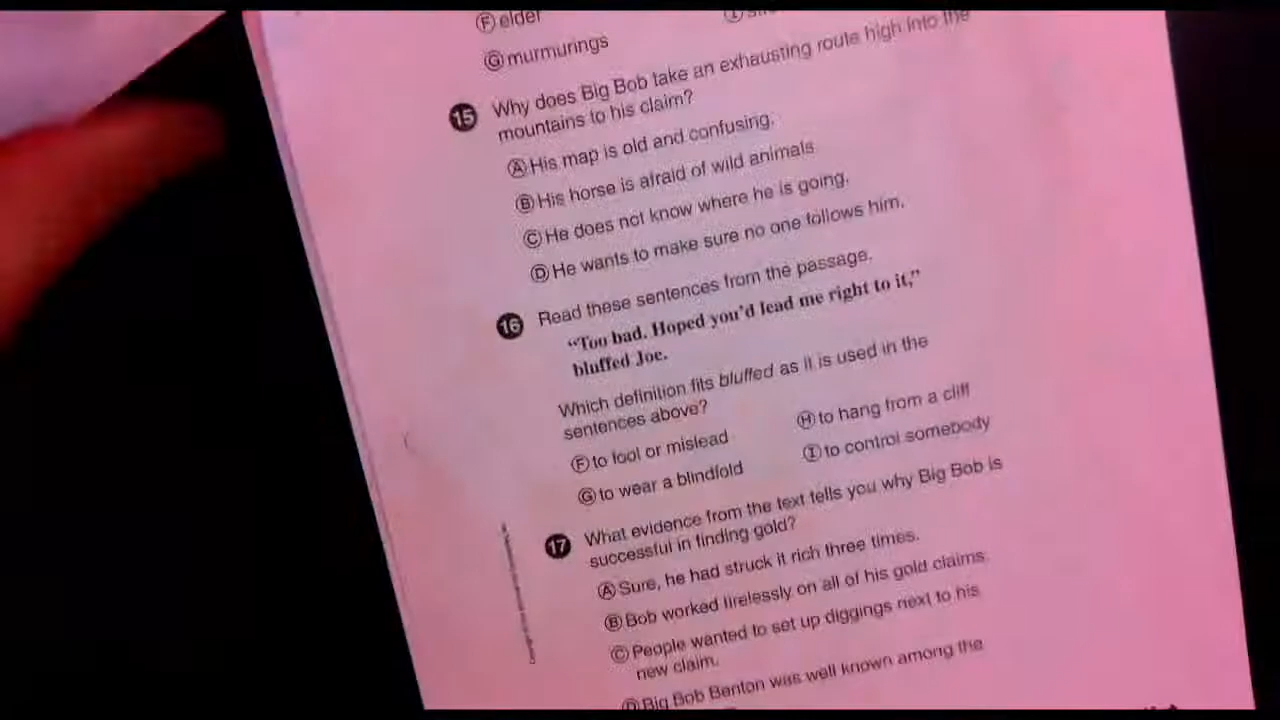 Ⓕ elder
Ⓖ murmurings
15 Why does Big Bob take an exhausting route high into the
mountains to his claim?
Ⓐ His map is old and confusing.
Ⓑ His horse is afraid of wild animals.
Ⓒ He does not know where he is going.
Ⓓ He wants to make sure no one follows him.
16 Read these sentences from the passage.
“Too bad. Hoped you’d lead me right to it,”
bluffed Joe.
Which definition fits bluffed as it is used in the
sentences above?
Ⓕ to fool or mislead
Ⓗ to hang from a cliff
Ⓖ to wear a blindfold
Ⓘ to control somebody
17 What evidence from the text tells you why Big Bob is
successful in finding gold?
Ⓐ Sure, he had struck it rich three times.
Ⓑ Bob worked tirelessly on all of his gold claims.
Ⓒ People wanted to set up diggings next to his
new claim.
Ⓓ Big Bob Benton was well known among the